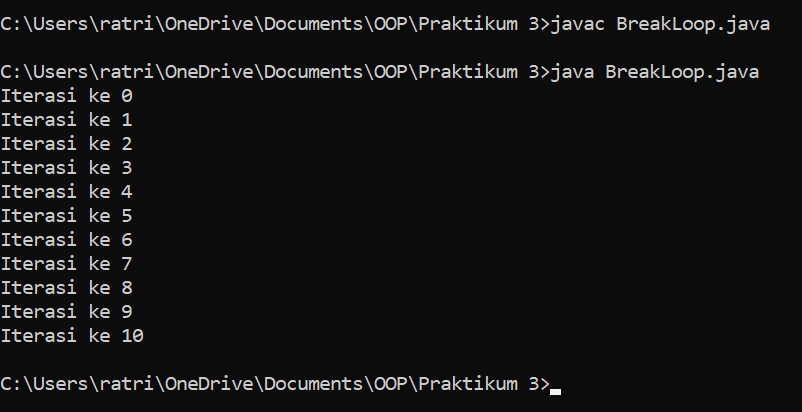 C:\Users\ratri\OneDrive\Documents\OOP\Praktikum 3>javac BreakLoop.java
C:\Users\ratri\OneDrive\Documents\OOP\Praktikum 3>java BreakLoop.java
Iterasi ke 0
Iterasi ke 1
Iterasi ke 2
Iterasi ke 3
Iterasi ke 4
Iterasi ke 5
Iterasi ke 6
Iterasi ke 7
Iterasi ke 8
Iterasi ke 9
Iterasi ke 10
C:\Users\ratri\OneDrive\Documents\OOP\Praktikum 3>